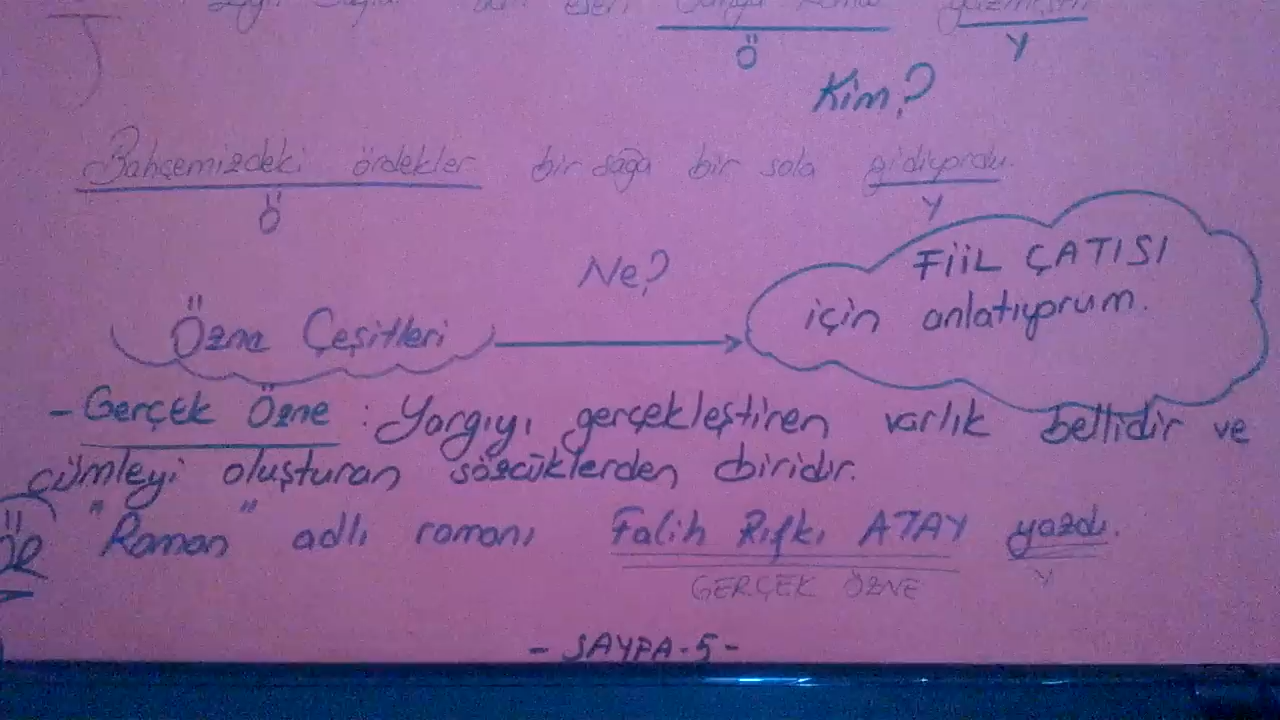 Ö Y
Kim?
Bahçemizdeki ördekler bir sağa bir sola gidiyordu.
Ö Y
Ne?
FİİL ÇATISI
için anlatıyorum.
Özne Çeşitleri
- Gerçek Özne : Yargıyı gerçekleştiren varlık bellidir ve
cümleyi oluşturan sözcüklerden biridir.
"Roman" adlı romanı Falih Rıfkı ATAY yazdı.
GERÇEK ÖZNE Y
- SAYFA-5-